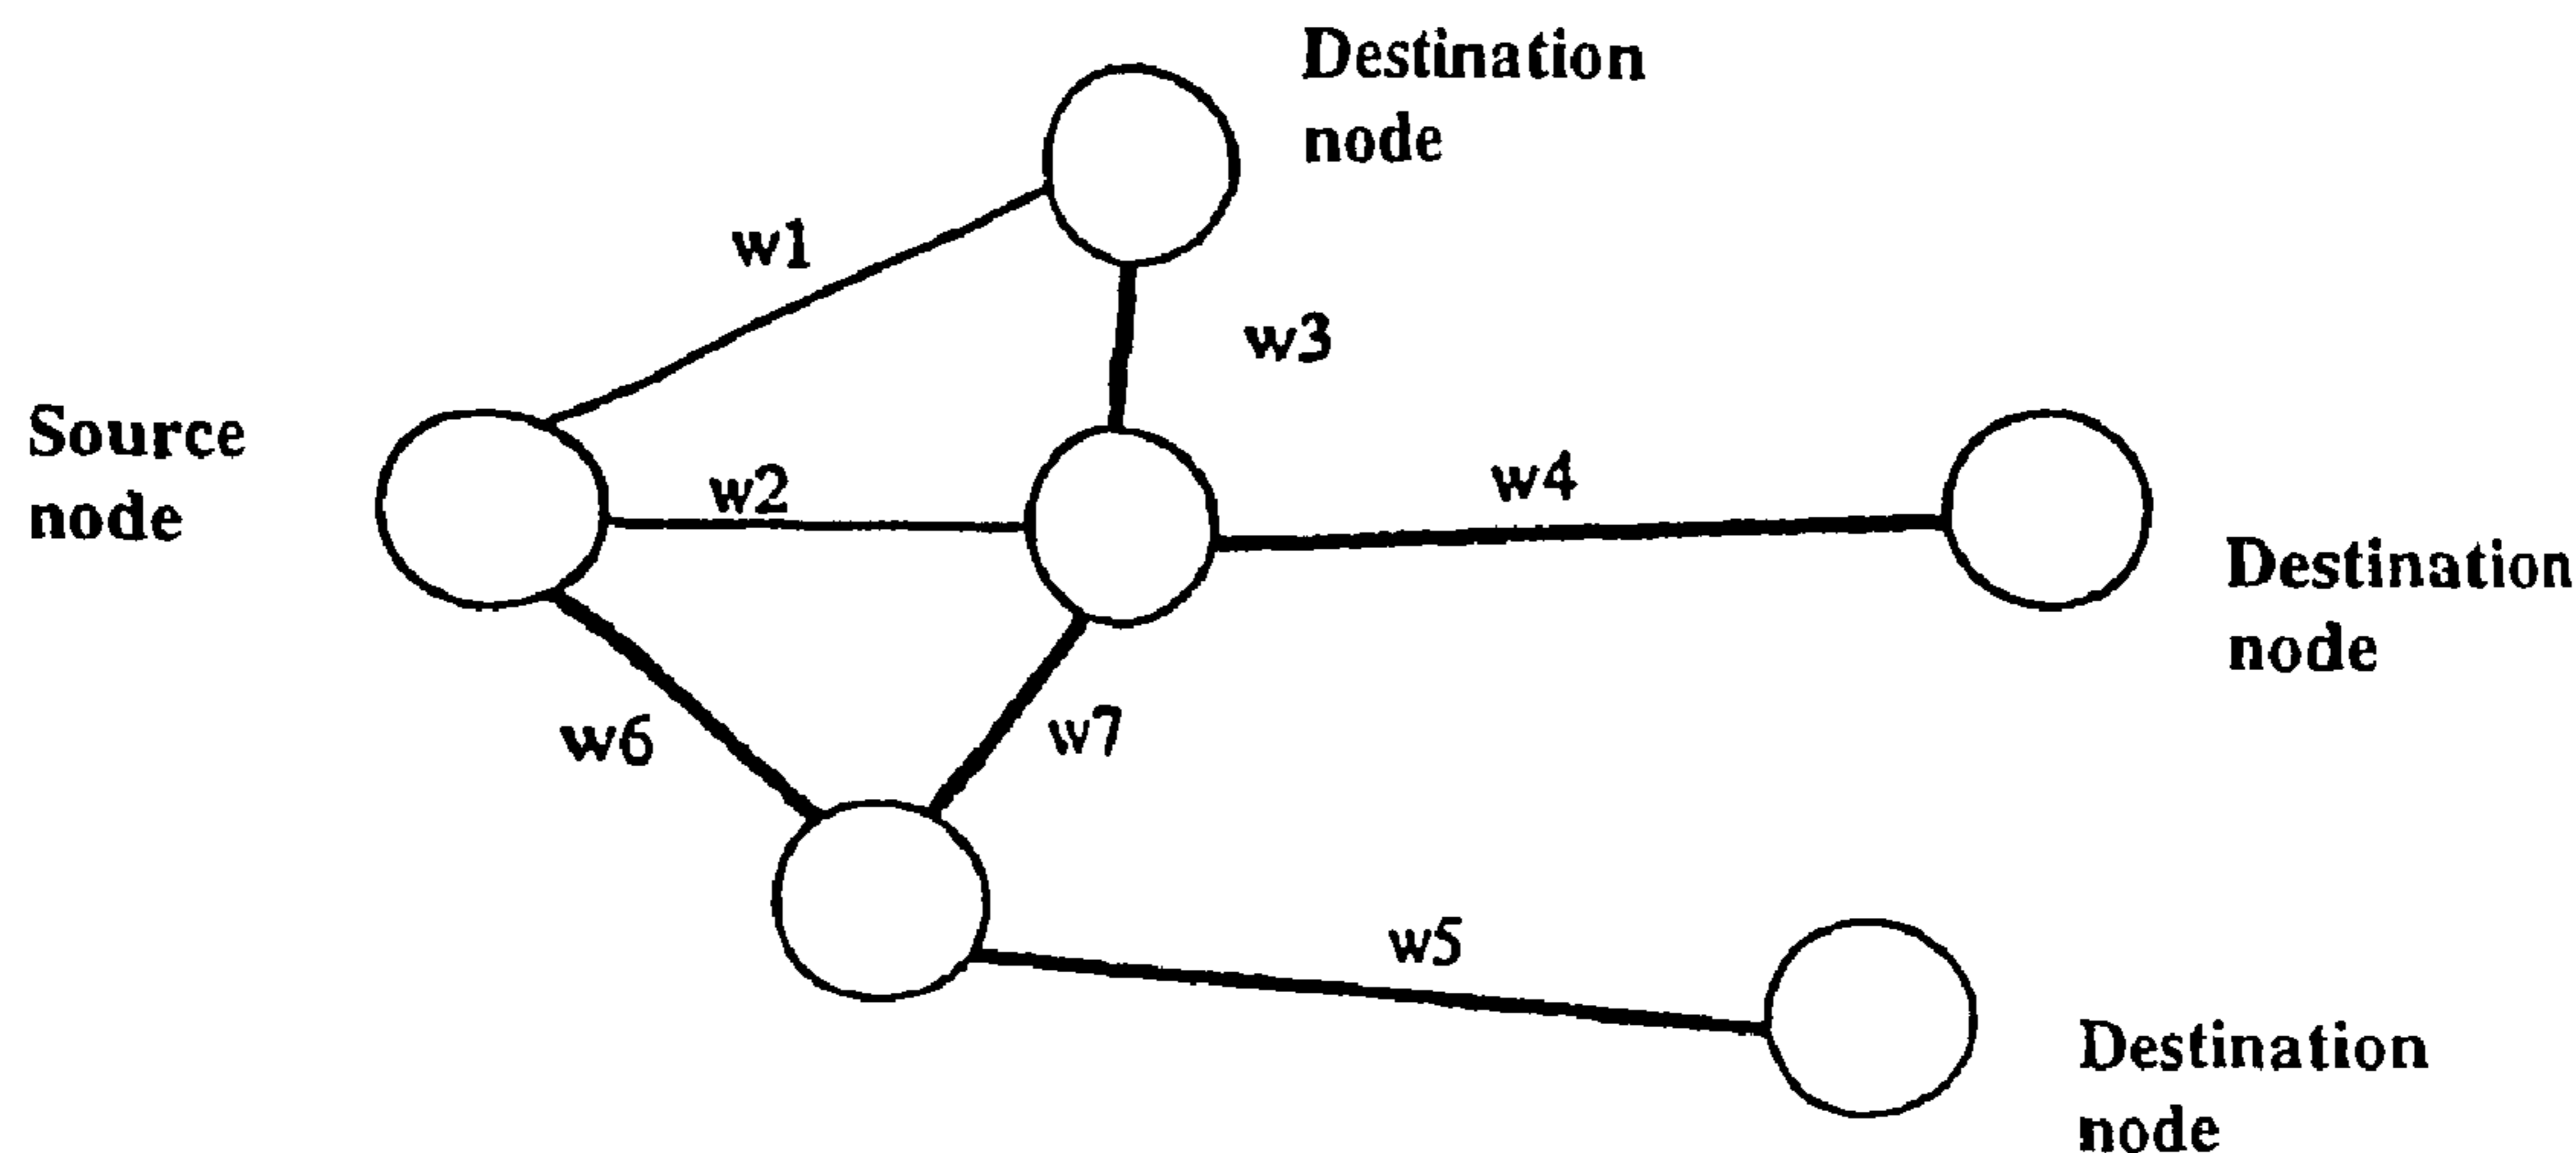 Destination
node
w1
w3
Source
node
w2
w4
Destination
node
w6
w7
w5
Destination
node